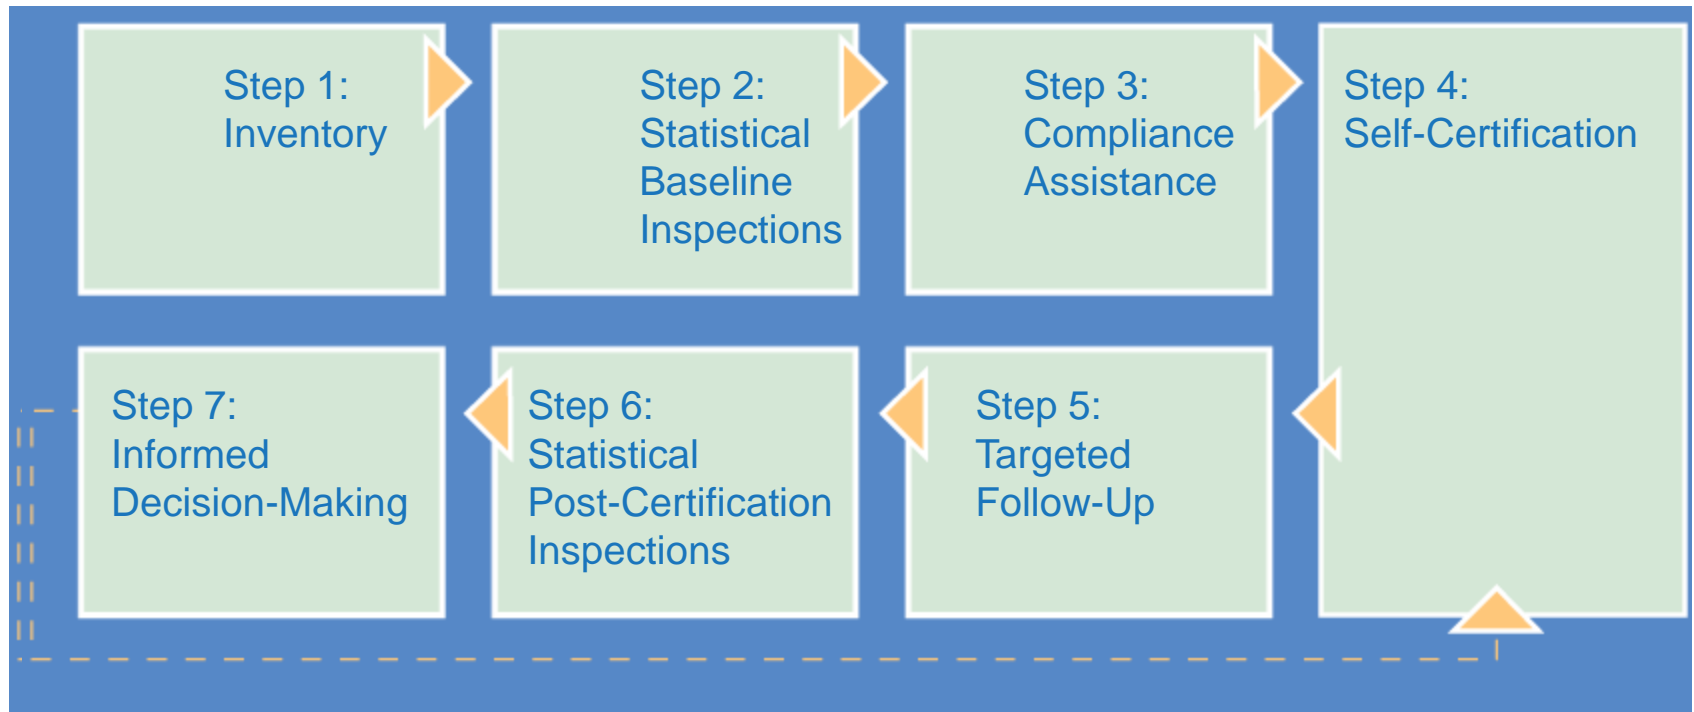 Step 1:
Inventory
Step 2:
Statistical
Baseline
Inspections
Step 3:
Compliance
Assistance
Step 4:
Self-Certification
Step 5:
Targeted
Follow-Up
Step 6:
Statistical
Post-Certification
Inspections
Step 7:
Informed
Decision-Making